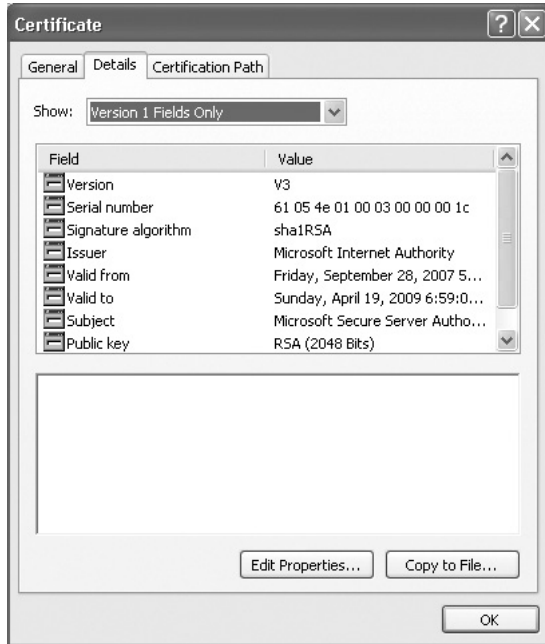 Certificate
General Details Certification Path
Show: Version 1 Fields Only
Field Value
Version V3
Serial number 61 05 4e 01 00 03 00 00 00 1c
Signature algorithm sha1RSA
Issuer Microsoft Internet Authority
Valid from Friday, September 28, 2007 5...
Valid to Sunday, April 19, 2009 6:59:0...
Subject Microsoft Secure Server Autho...
Public key RSA (2048 Bits)
Edit Properties... Copy to File...
OK